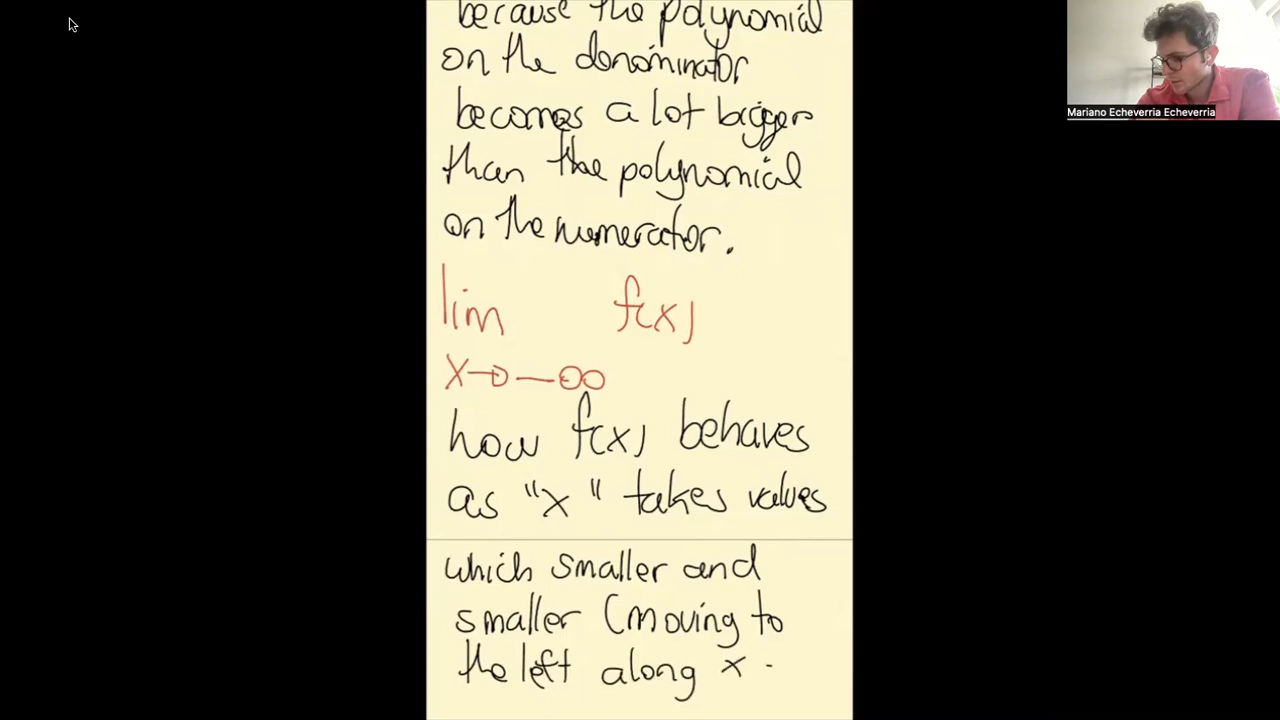 because the polynomial
on the denominator
becomes a lot bigger
than the polynomial
on the numerator.
lim f(x)
x→-∞
how f(x) behaves
as "x" takes values
which smaller and
smaller (moving to
the left along x -
Mariano Echeverria Echeverria